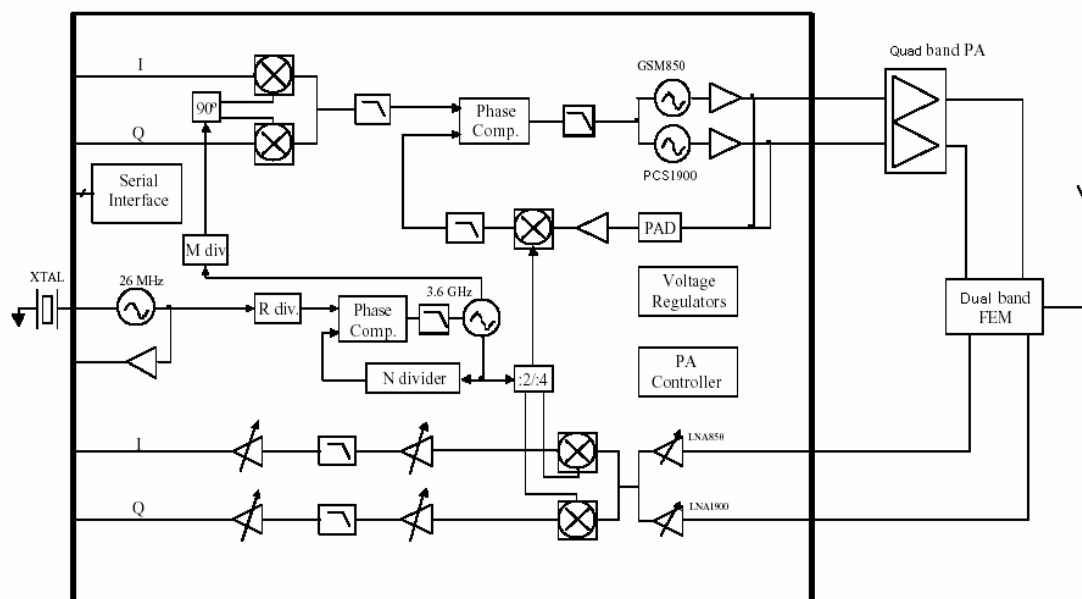 I
90º
Q
Serial
Interface
M div.
XTAL
26 MHz
R div.
Phase
Comp.
3.6 GHz
N divider
:2/:4
Phase
Comp.
GSM850
PCS1900
PAD
Voltage
Regulators
PA
Controller
Quad band PA
Dual band
FEM
I
Q
LNA850
LNA1900